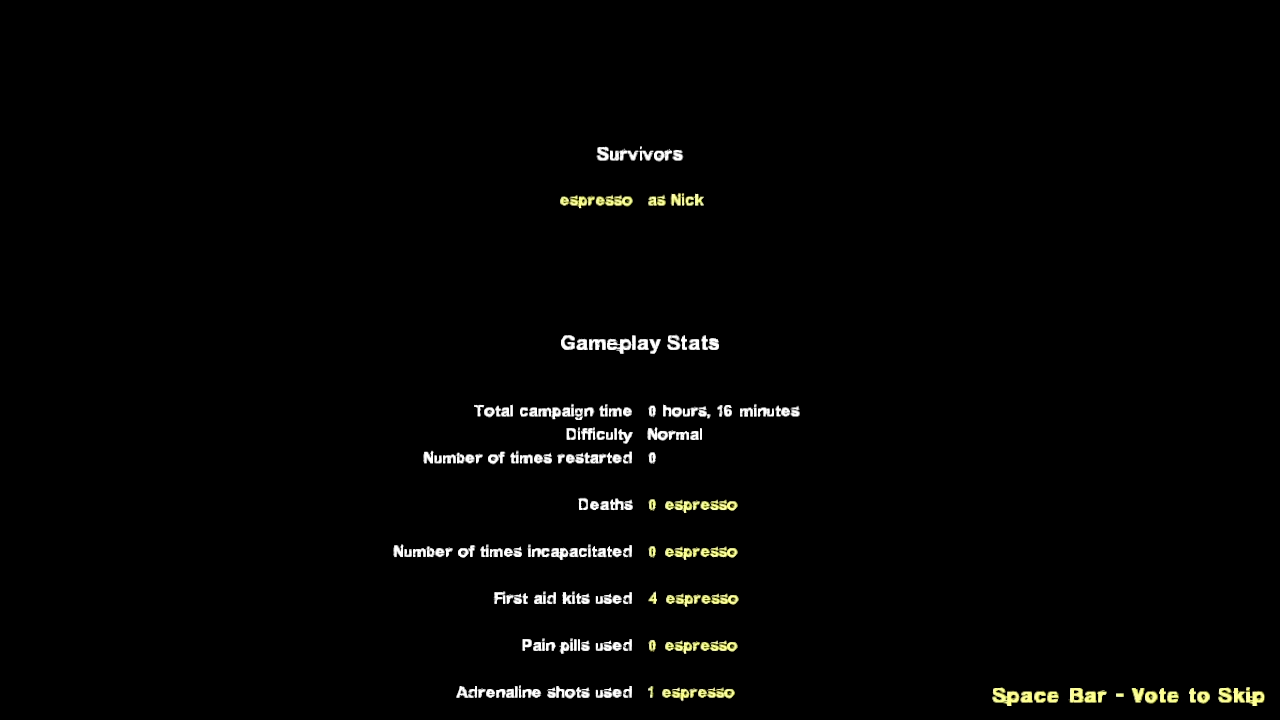 Survivors
espresso as Nick
Gameplay Stats
Total campaign time 0 hours, 16 minutes
Difficulty Normal
Number of times restarted 0
Deaths 0 espresso
Number of times incapacitated 0 espresso
First aid kits used 4 espresso
Pain pills used 0 espresso
Adrenaline shots used 1 espresso
Space Bar - Vote to Skip